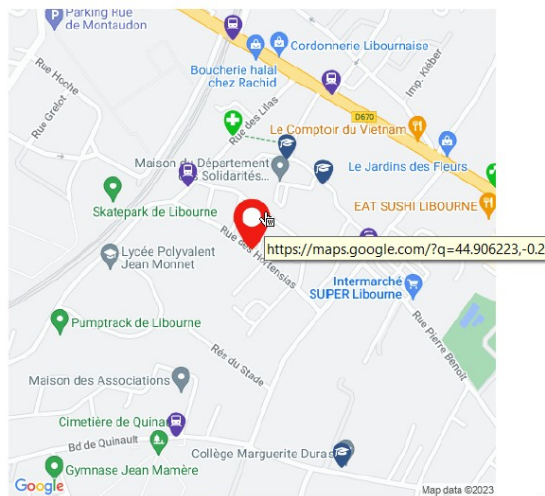 Parking Rue
de Montaudon
Cordonnerie Libournaise
Boucherie halal
chez Rachid
Rue Hoche
Imp. Kléber
Rue Grelot
D670
Rue des Lilas
Le Comptoir du Vietnam
Maison du Département
Solidarités...
Le Jardins des Fleurs
Skatepark de Libourne
EAT SUSHI LIBOURNE
Rue des Hortensias
Lycée Polyvalent
Jean Monnet
https://maps.google.com/?q=44.906223,-0.2
Intermarché
SUPER Libourne
Pumptrack de Libourne
Rue Pierre Benoit
Rés du Stade
Maison des Associations
Cimetière de Quinault
Bd de Quinault
Collège Marguerite Duras
Gymnase Jean Mamère
Google
Map data ©2023